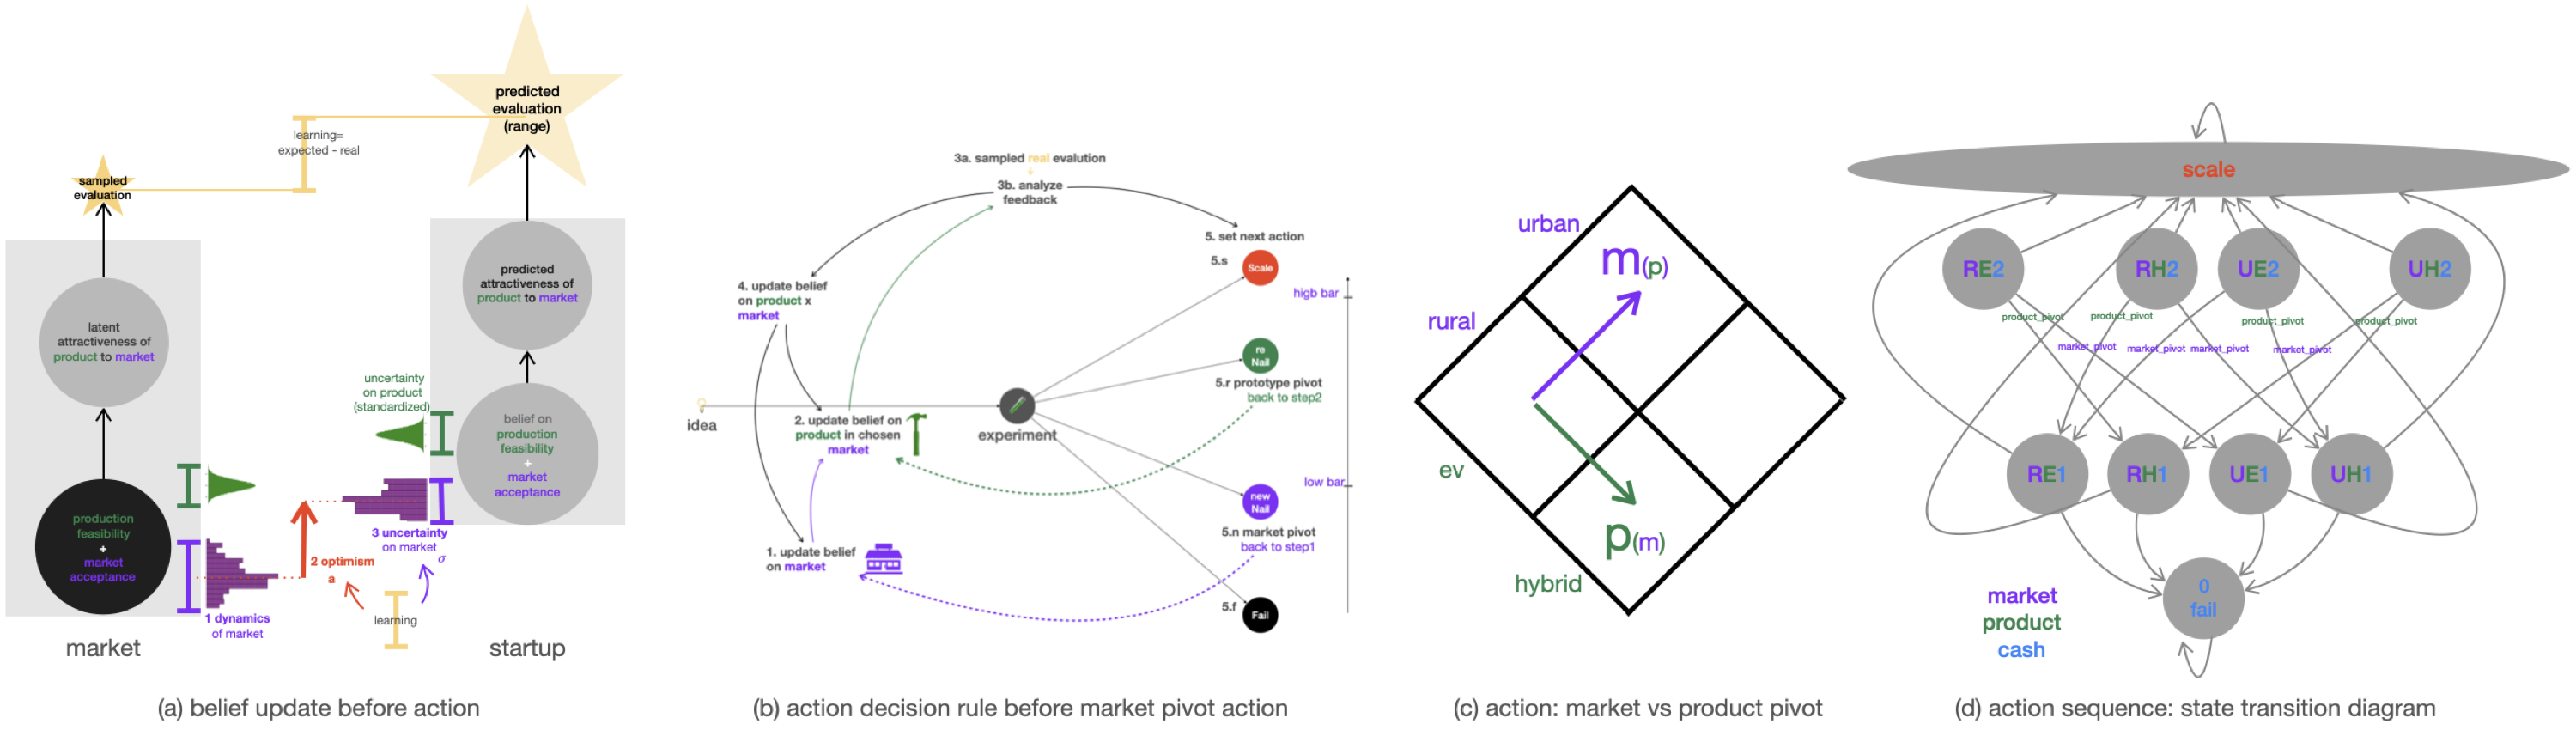 predicted
evaluation
(range)
learning=
expected - real
sampled
evaluation
predicted
attractiveness of
product to market
latent
attractiveness of
product to market
uncertainty
on product
(standardized)
belief on
production
feasibility
+
market
acceptance
production
feasibility
+
market
acceptance
3 uncertainty
on market
σ
2 optimism
a
1 dynamics
of market
learning
market
startup
(a) belief update before action
3a. sampled real evalution
3b. analyze
feedback
5. set next action
5.s
Scale
higb bar
4. update belief
on product x
market
re
Nail
5.r prototype pivot
back to step2
idea
2. update belief on
product in chosen
market
experiment
low bar
new
Nail
5.n market pivot
back to step1
1. update belief
on market
5.f
Fail
(b) action decision rule before market pivot action
urban
m(p)
rural
ev
p(m)
hybrid
(c) action: market vs product pivot
scale
RE2
RH2
UE2
UH2
product_pivot
product_pivot
product_pivot
product_pivot
market_pivot
market_pivot
market_pivot
market_pivot
RE1
RH1
UE1
UH1
0
fail
market
product
cash
(d) action sequence: state transition diagram